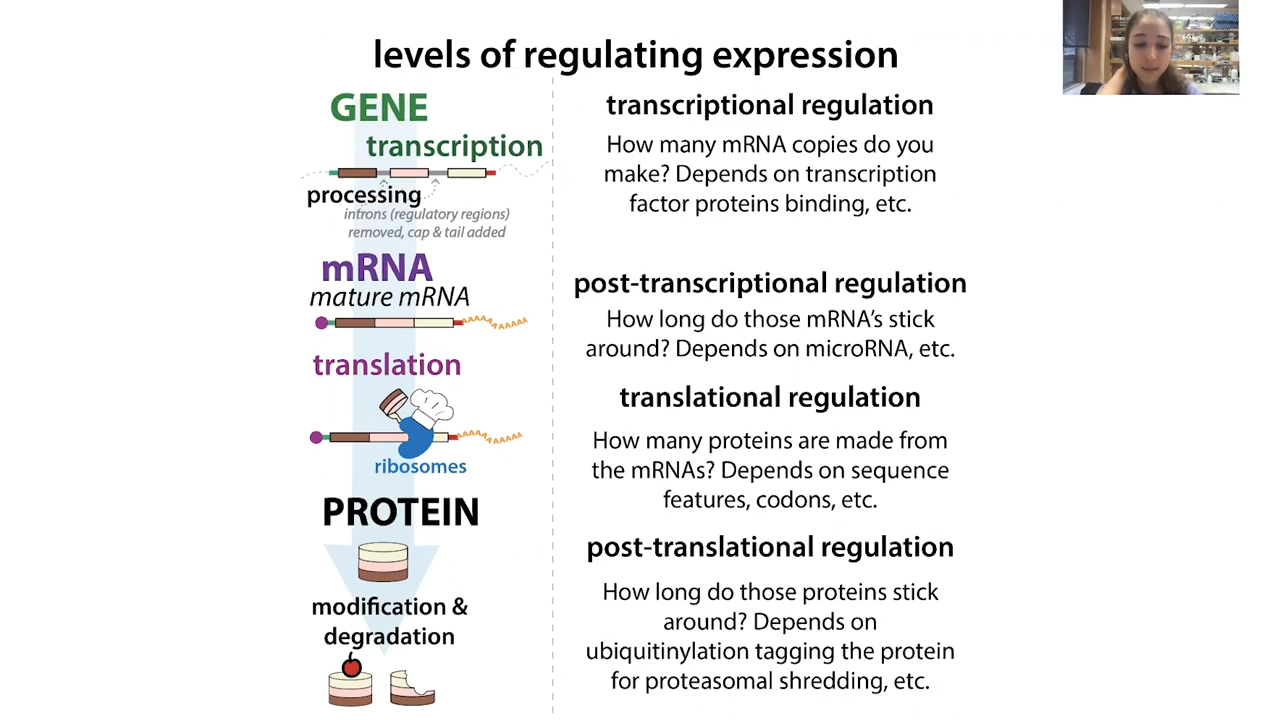 levels of regulating expression
GENE
transcription
processing
introns (regulatory regions)
removed, cap & tail added
mRNA
mature mRNA
AAAAAAAAAAA
translation
AAAAAAAAAAA
ribosomes
PROTEIN
modification &
degradation
transcriptional regulation
How many mRNA copies do you
make? Depends on transcription
factor proteins binding, etc.
post-transcriptional regulation
How long do those mRNA’s stick
around? Depends on microRNA, etc.
translational regulation
How many proteins are made from
the mRNAs? Depends on sequence
features, codons, etc.
post-translational regulation
How long do those proteins stick
around? Depends on
ubiquitinylation tagging the protein
for proteasomal shredding, etc.